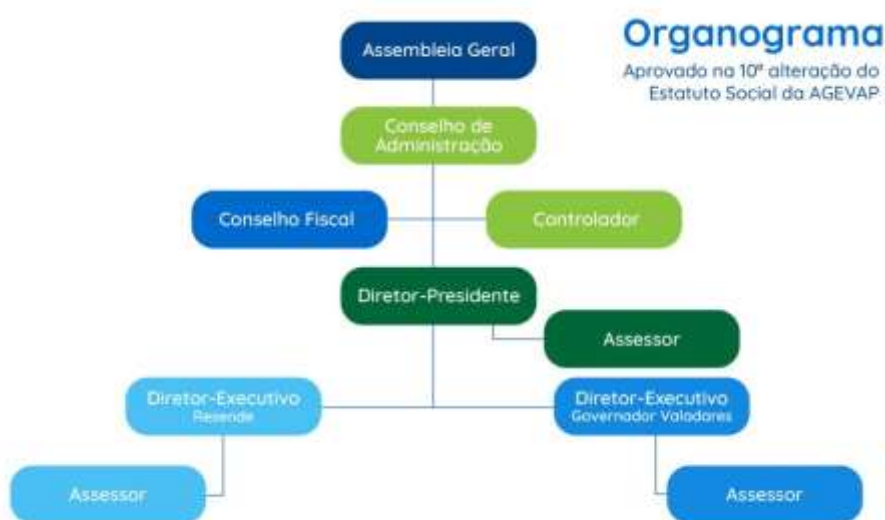 Organograma
Aprovado na 10ª alteração do
Estatuto Social da AGEVAP
Assembleia Geral
Conselho de
Administração
Conselho Fiscal
Controlador
Diretor-Presidente
Assessor
Diretor-Executivo
Resende
Diretor-Executivo
Governador Valadares
Assessor
Assessor